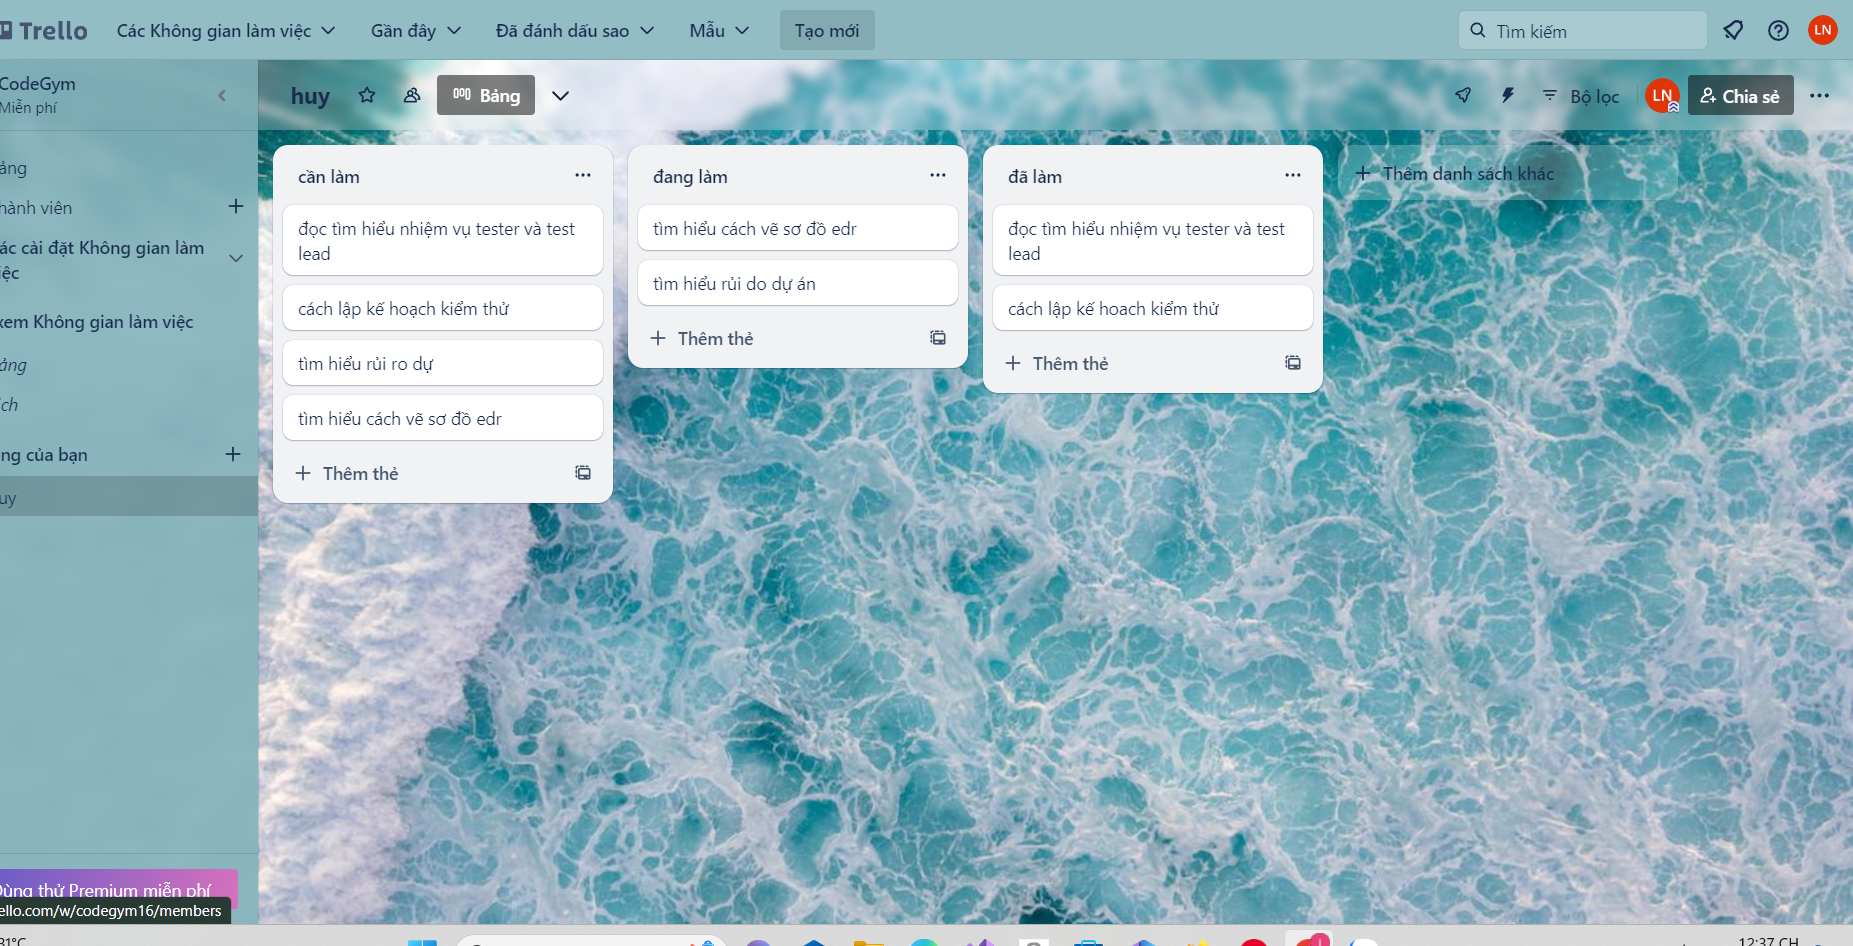 Trello
Các Không gian làm việc
Gần đây
Đã đánh dấu sao
Mẫu
Tạo mới
Tìm kiếm
LN
CodeGym
Miễn phí
ảng
hành viên
ác cài đặt Không gian làm
iệc
xem Không gian làm việc
ảng
ịch
ng của bạn
uy
Dùng thử Premium miễn phí
ello.com/w/codegym16/members
huy
Bảng
Bộ lọc
LN
Chia sẻ
cần làm
đọc tìm hiểu nhiệm vụ tester và test
lead
cách lập kế hoạch kiểm thử
tìm hiểu rủi ro dự
tìm hiểu cách vẽ sơ đồ edr
Thêm thẻ
đang làm
tìm hiểu cách vẽ sơ đồ edr
tìm hiểu rủi do dự án
Thêm thẻ
đã làm
đọc tìm hiểu nhiệm vụ tester và test
lead
cách lập kế hoach kiểm thử
Thêm thẻ
Thêm danh sách khác
31°C
12:37 CH